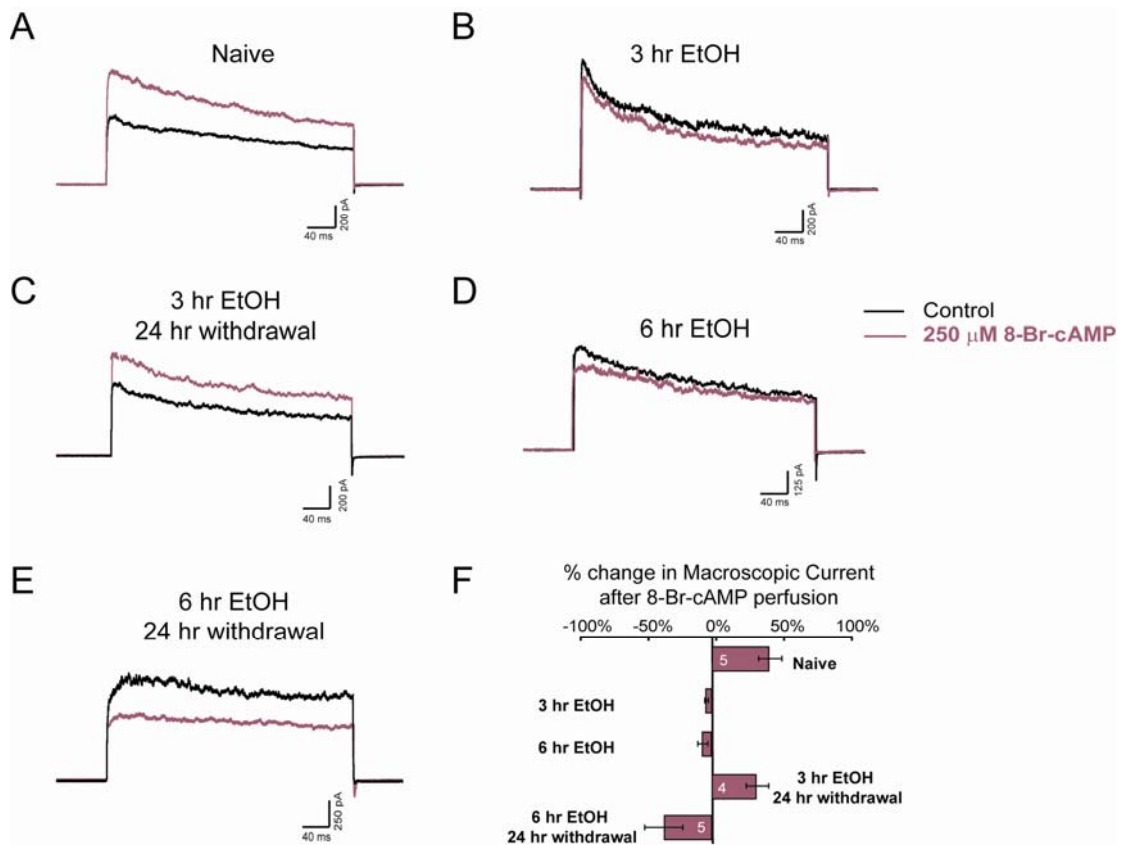 A
Naive
200 pA
40 ms
B
3 hr EtOH
200 pA
40 ms
C
3 hr EtOH
24 hr withdrawal
200 pA
40 ms
D
6 hr EtOH
125 pA
40 ms
Control
250 µM 8-Br-cAMP
E
6 hr EtOH
24 hr withdrawal
250 pA
40 ms
F
% change in Macroscopic Current
after 8-Br-cAMP perfusion
-100% -50% 0% 50% 100%
5 Naive
3 hr EtOH
6 hr EtOH
4 3 hr EtOH
24 hr withdrawal
6 hr EtOH
24 hr withdrawal 5